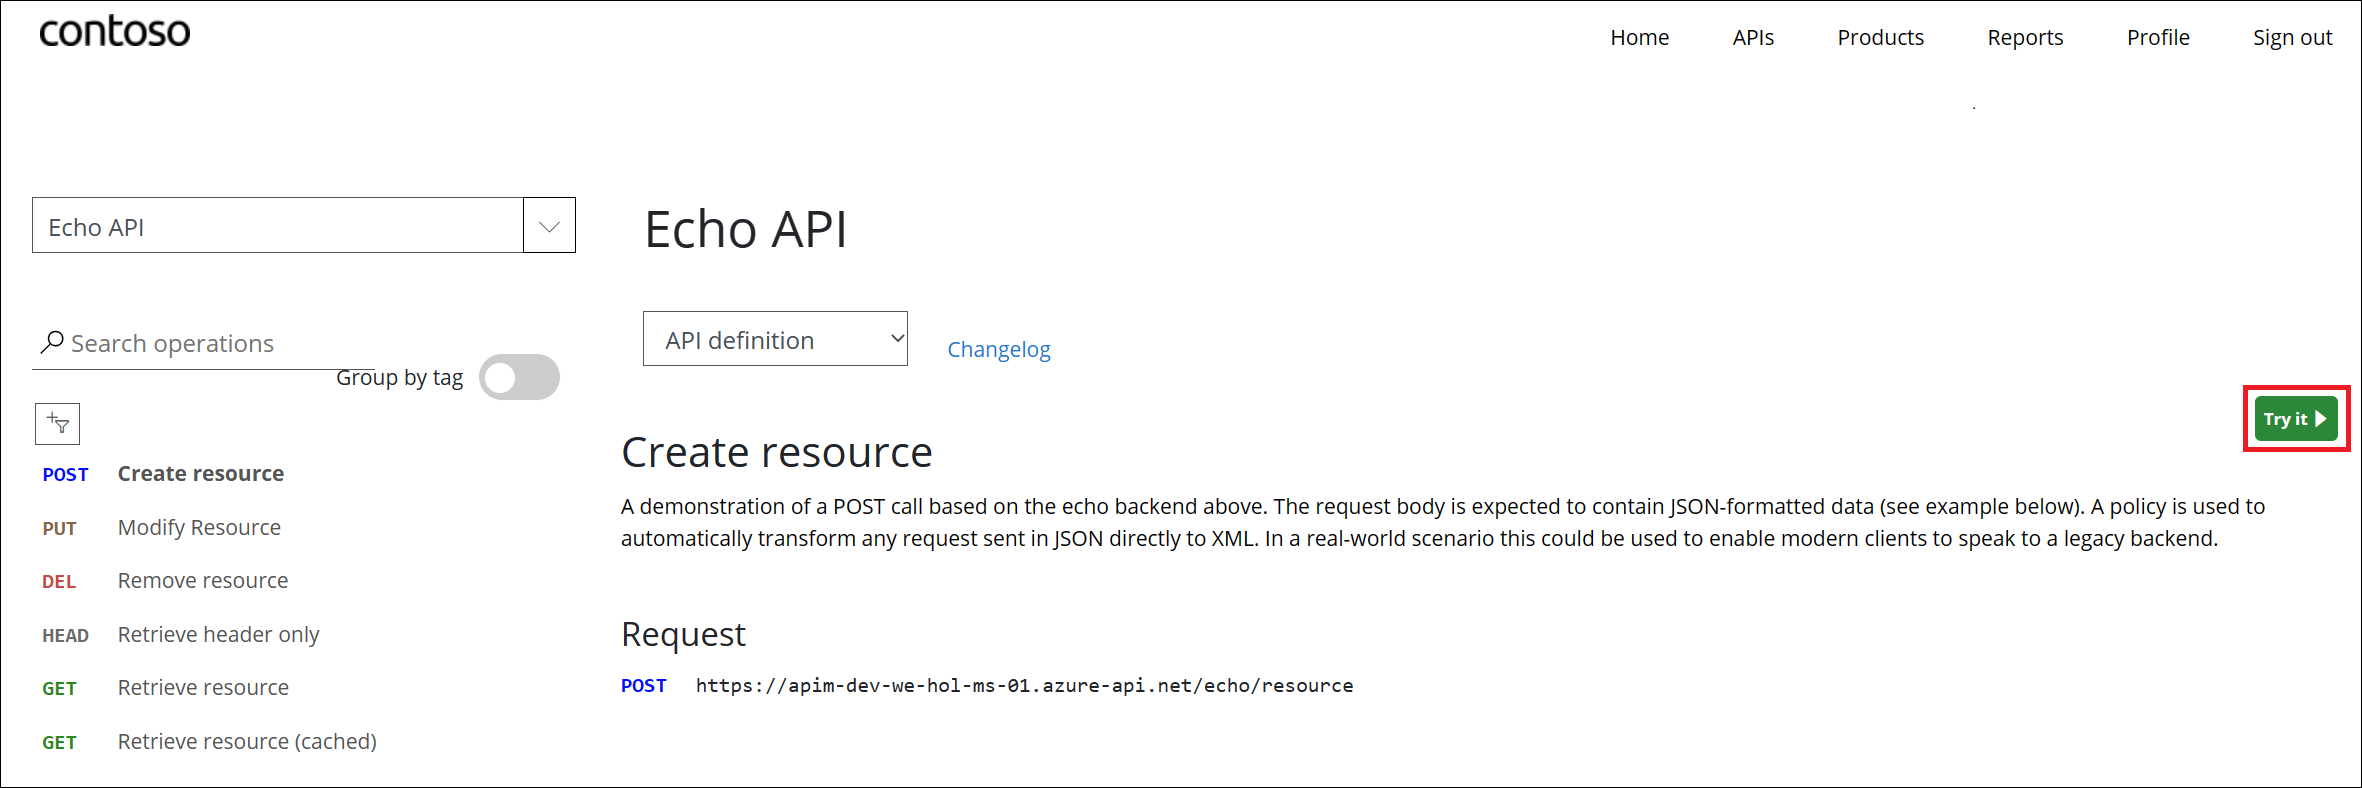 contoso
Home APIs Products Reports Profile Sign out
Echo API
Search operations
Group by tag
POST Create resource
PUT Modify Resource
DEL Remove resource
HEAD Retrieve header only
GET Retrieve resource
GET Retrieve resource (cached)
Echo API
API definition Changelog
Try it
Create resource
A demonstration of a POST call based on the echo backend above. The request body is expected to contain JSON-formatted data (see example below). A policy is used to
automatically transform any request sent in JSON directly to XML. In a real-world scenario this could be used to enable modern clients to speak to a legacy backend.
Request
POST https://apim-dev-we-hol-ms-01.azure-api.net/echo/resource